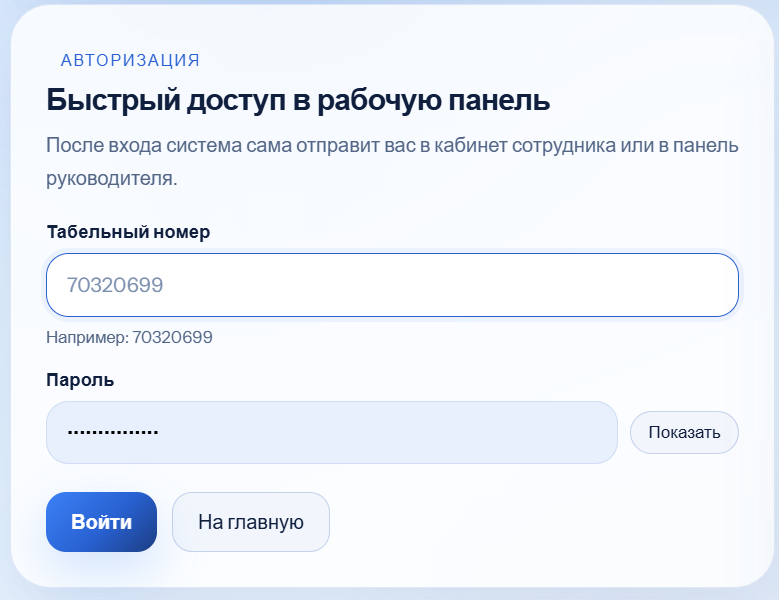 АВТОРИЗАЦИЯ
Быстрый доступ в рабочую панель
После входа система сама отправит вас в кабинет сотрудника или в панель
руководителя.
Табельный номер
70320699
Например: 70320699
Пароль
•••••••••••••••
Показать
Войти
На главную